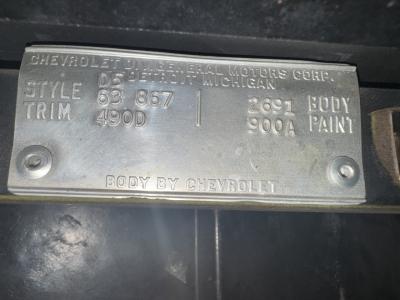 CHEVROLET DIV. GENERAL MOTORS CORP.
D5 DETROIT, MICHIGAN
STYLE 63 867 2691 BODY
TRIM 490D 900A PAINT
BODY BY CHEVROLET